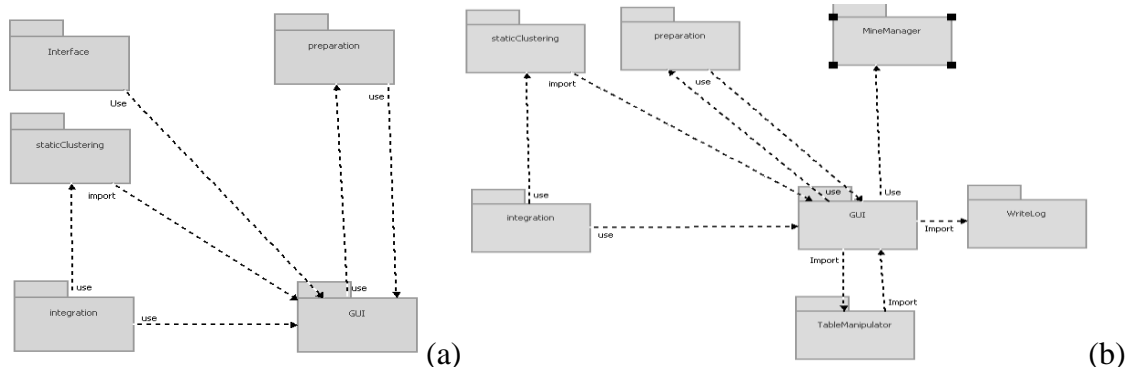 Interface
preparation
Use
use
staticClustering
import
use
integration
use
use
GUI
(a)
staticClustering
preparation
MineManager
import
use
use
integration
use
use
GUI
Use
Import
WriteLog
Import
Import
TableManipulator
(b)